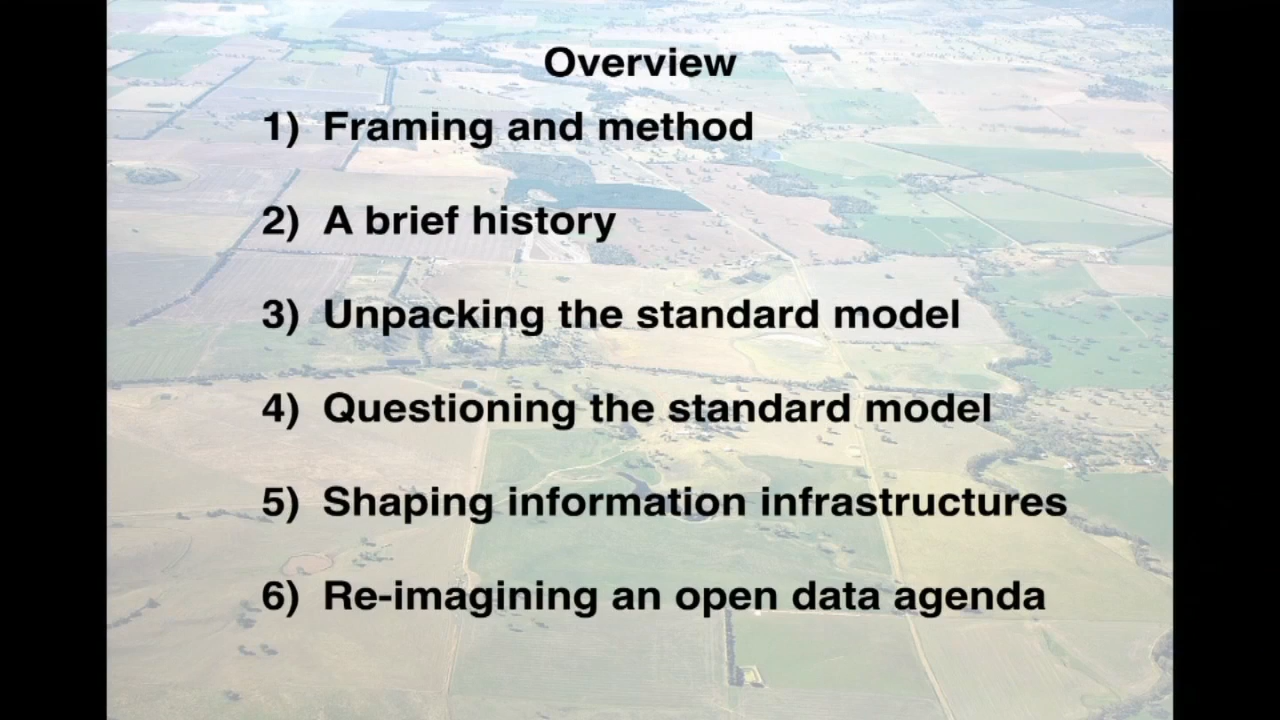 Overview
1) Framing and method
2) A brief history
3) Unpacking the standard model
4) Questioning the standard model
5) Shaping information infrastructures
6) Re-imagining an open data agenda